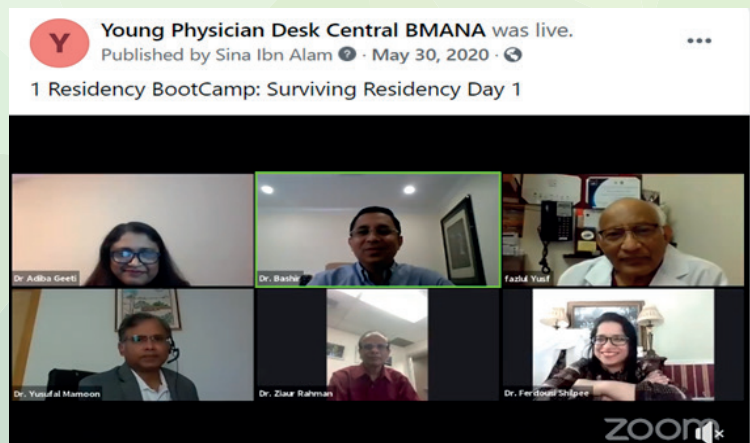 Y
Young Physician Desk Central BMANA was live.
Published by Sina Ibn Alam · May 30, 2020 ·
1 Residency BootCamp: Surviving Residency Day 1
Dr Adiba Geeti
Dr. Bashir
fazlul Yusf
Dr. Yusufal Mamoon
Dr. Ziaur Rahman
Dr. Ferdousi Shilpee
zoom